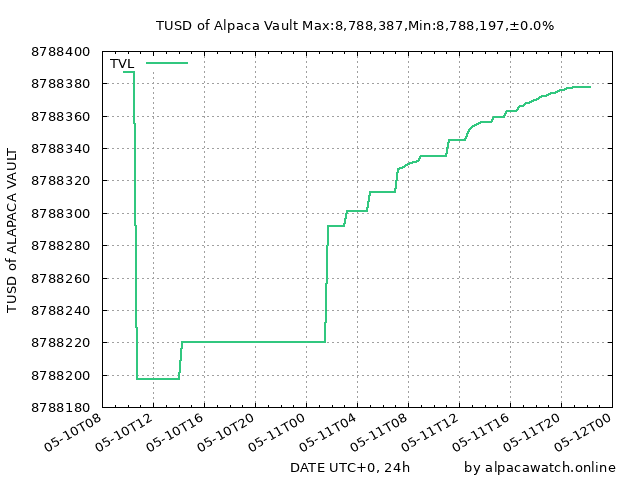 TUSD of Alpaca Vault Max:8,788,387,Min:8,788,197,±0.0%
TVL
8788400
8788380
8788360
8788340
8788320
8788300
8788280
8788260
8788240
8788220
8788200
8788180
TUSD of ALAPACA VAULT
05-10T08
05-10T12
05-10T16
05-10T20
05-11T00
05-11T04
05-11T08
05-11T12
05-11T16
05-11T20
05-12T00
DATE UTC+0, 24h
by alpacawatch.online